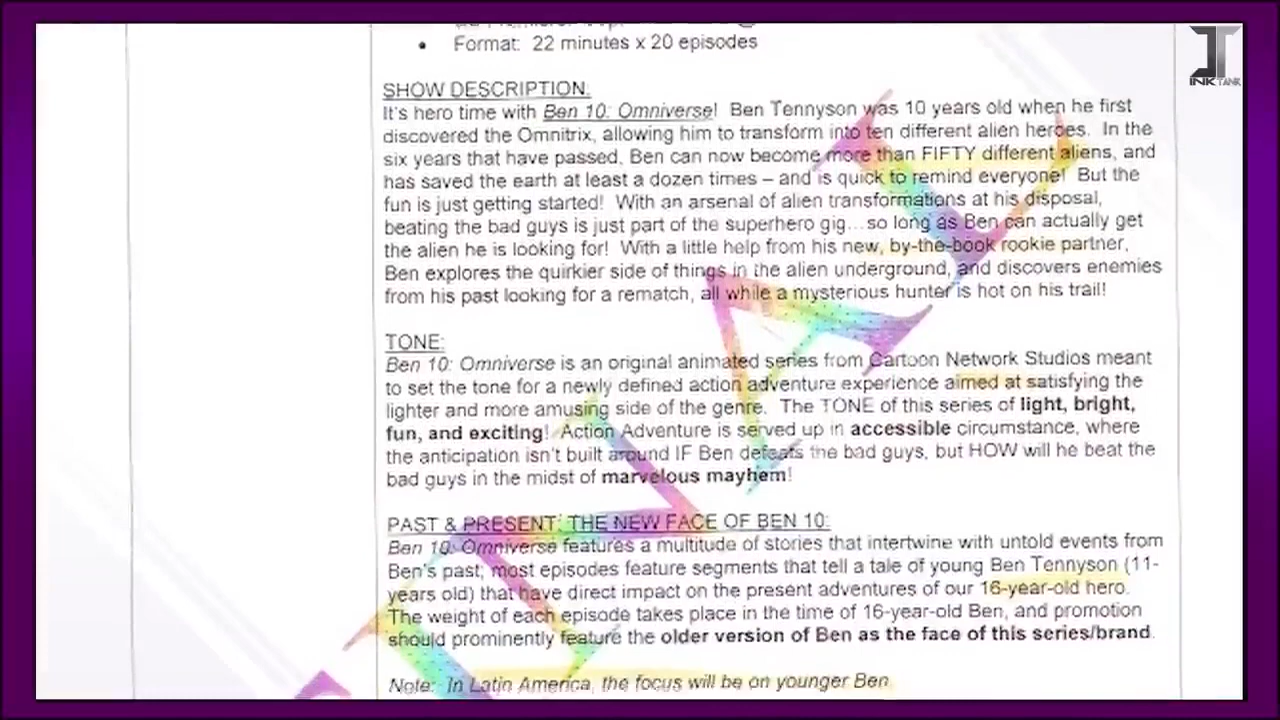 • Format: 22 minutes x 20 episodes
INKTANK
SHOW DESCRIPTION:
It's hero time with Ben 10: Omniverse! Ben Tennyson was 10 years old when he first
discovered the Omnitrix, allowing him to transform into ten different alien heroes. In the
six years that have passed, Ben can now become more than FIFTY different aliens, and
has saved the earth at least a dozen times – and is quick to remind everyone! But the
fun is just getting started! With an arsenal of alien transformations at his disposal,
beating the bad guys is just part of the superhero gig…so long as Ben can actually get
the alien he is looking for! With a little help from his new, by-the-book rookie partner,
Ben explores the quirkier side of things in the alien underground, and discovers enemies
from his past looking for a rematch, all while a mysterious hunter is hot on his trail!
TONE:
Ben 10: Omniverse is an original animated series from Cartoon Network Studios meant
to set the tone for a newly defined action adventure experience aimed at satisfying the
lighter and more amusing side of the genre. The TONE of this series of light, bright,
fun, and exciting! Action Adventure is served up in accessible circumstance, where
the anticipation isn't built around IF Ben defeats the bad guys, but HOW will he beat the
bad guys in the midst of marvelous mayhem!
PAST & PRESENT: THE NEW FACE OF BEN 10:
Ben 10: Omniverse features a multitude of stories that intertwine with untold events from
Ben's past; most episodes feature segments that tell a tale of young Ben Tennyson (11-
years old) that have direct impact on the present adventures of our 16-year-old hero.
The weight of each episode takes place in the time of 16-year-old Ben, and promotion
should prominently feature the older version of Ben as the face of this series/brand.
Note: In Latin America, the focus will be on younger Ben